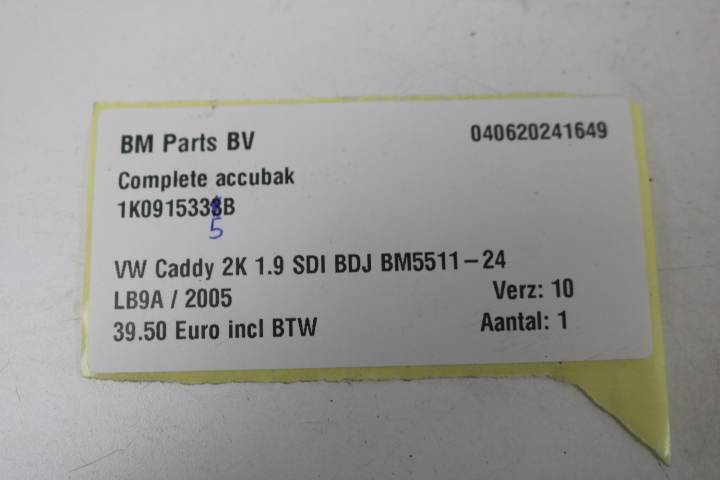 BM Parts BV 040620241649
Complete accubak
1K0915333B
5
VW Caddy 2K 1.9 SDI BDJ BM5511-24
LB9A / 2005 Verz: 10
39.50 Euro incl BTW Aantal: 1